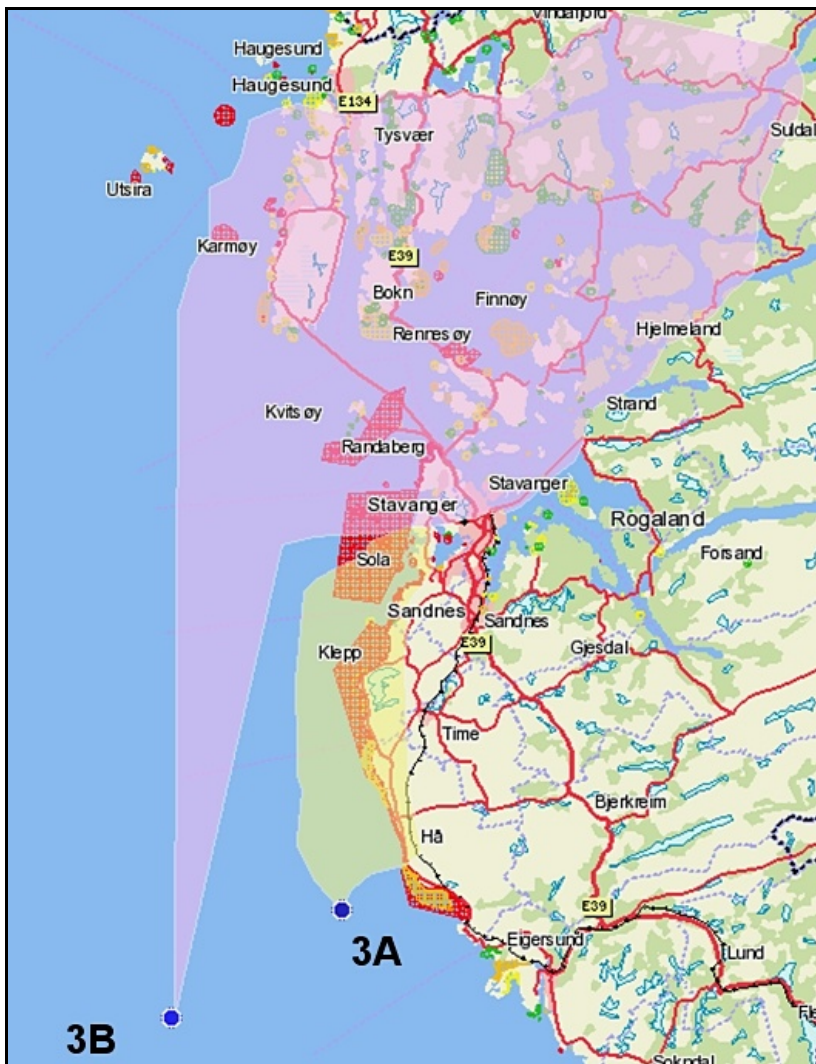 Vindafjord
Haugesund
Haugesund
E134
Tysvær
Suldal
Utsira
Karmøy
E39
Bokn
Finnøy
Rennesøy
Hjelmeland
Strand
Kvitsøy
Randaberg
Stavanger
Stavanger
Rogaland
Sola
Forsand
Sandnes
Sandnes
E39
Klepp
Gjesdal
Time
Bjerkreim
Hå
E39
3A
Eigersund
Lund
3B
Sokndal